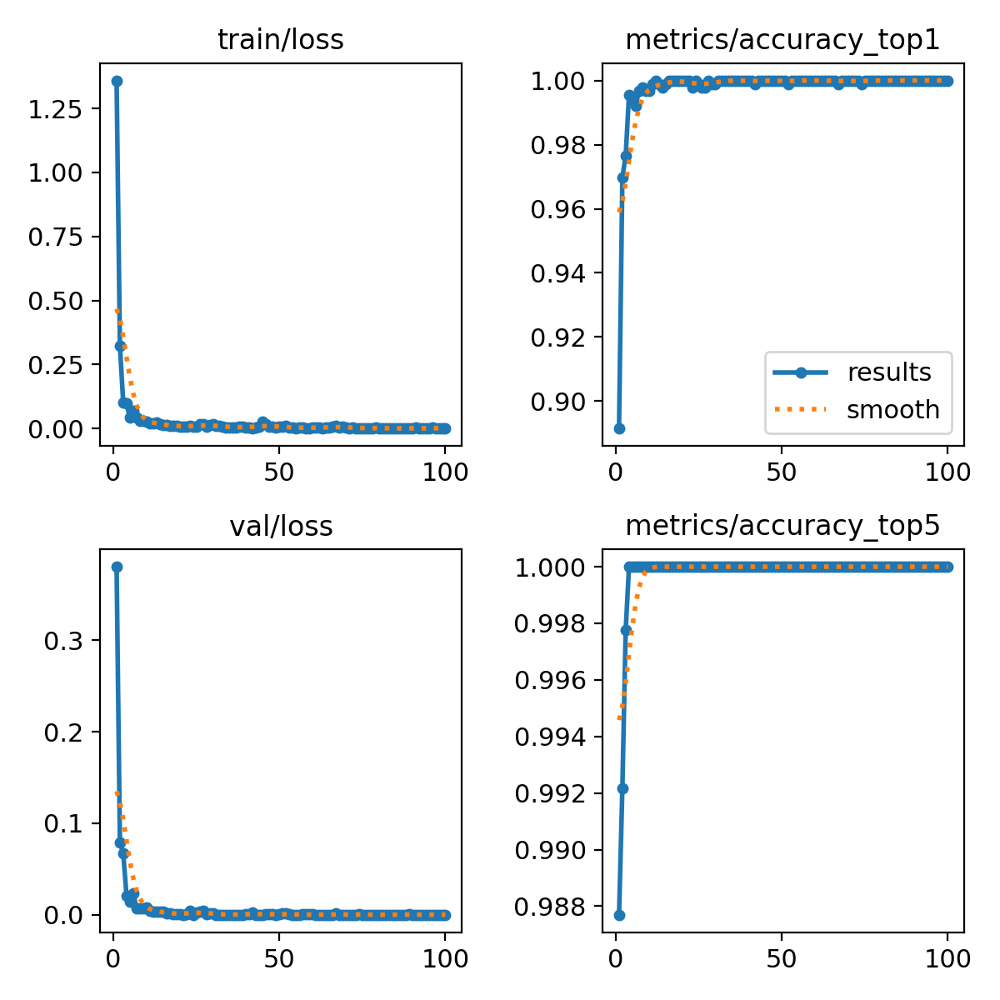 train/loss
1.25
1.00
0.75
0.50
0.25
0.00
0 50 100
metrics/accuracy_top1
1.00
0.98
0.96
0.94
0.92
0.90
results
smooth
0 50 100
val/loss
0.3
0.2
0.1
0.0
0 50 100
metrics/accuracy_top5
1.000
0.998
0.996
0.994
0.992
0.990
0.988
0 50 100